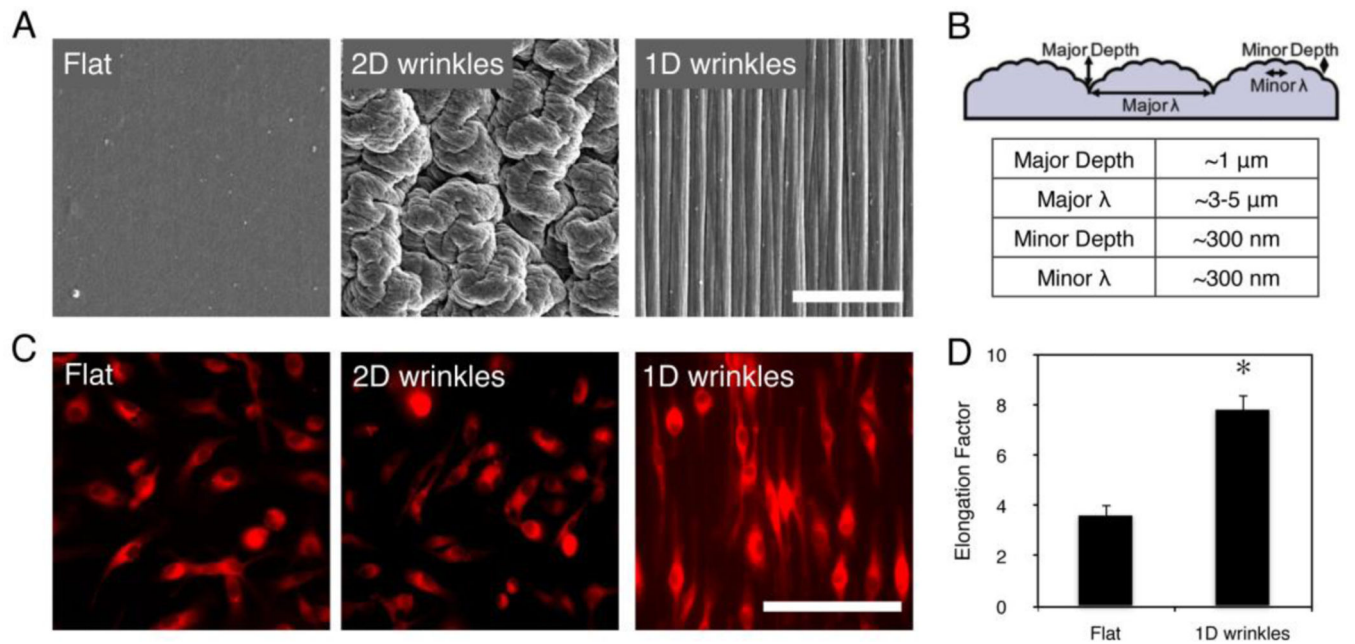 A
Flat
2D wrinkles
1D wrinkles
B
Major Depth
Minor Depth
Minor λ
Major λ
Major Depth ~1 μm
Major λ ~3-5 μm
Minor Depth ~300 nm
Minor λ ~300 nm
C
Flat
2D wrinkles
1D wrinkles
D
10
8
6
4
2
0
Elongation Factor
*
Flat
1D wrinkles